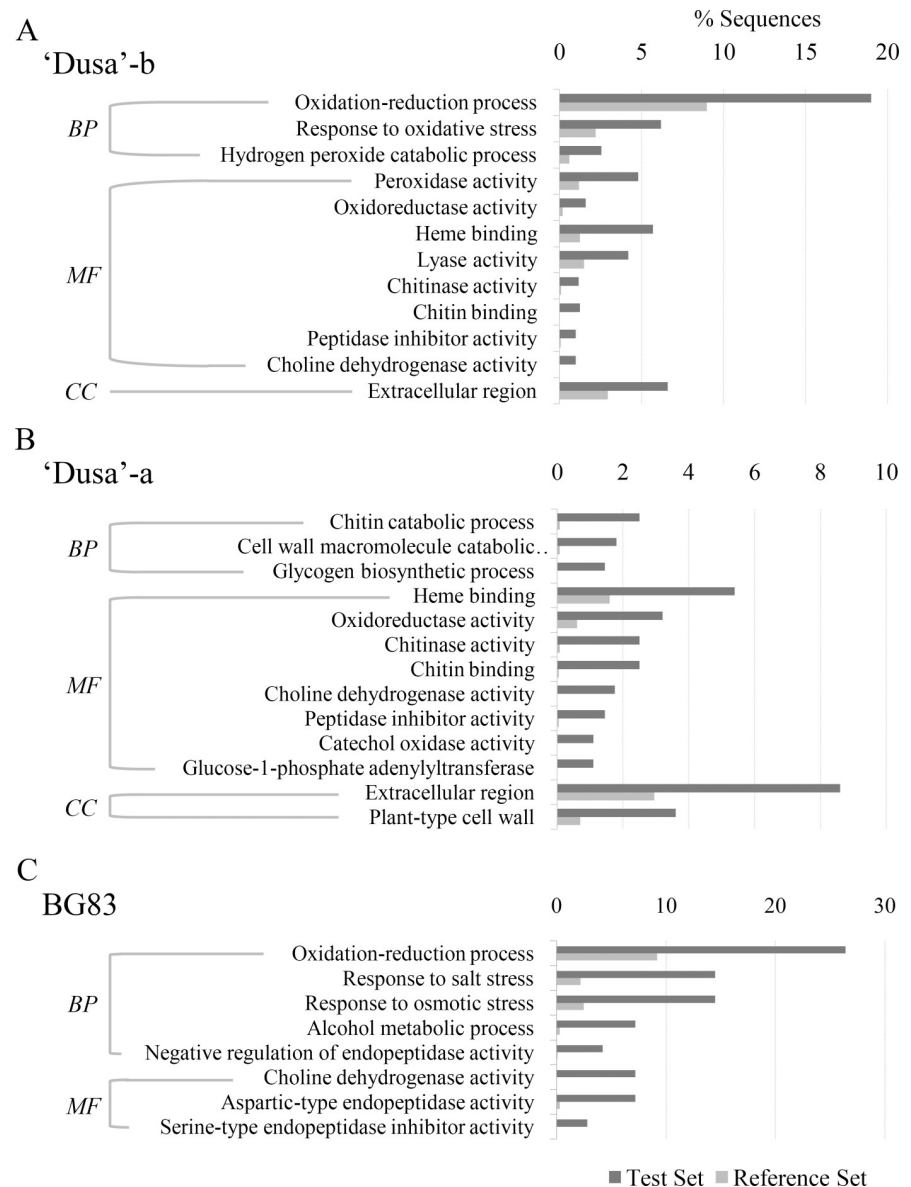 A
% Sequences
‘Dusa’-b
0 5 10 15 20
BP
Oxidation-reduction process
Response to oxidative stress
Hydrogen peroxide catabolic process
MF
Peroxidase activity
Oxidoreductase activity
Heme binding
Lyase activity
Chitinase activity
Chitin binding
Peptidase inhibitor activity
Choline dehydrogenase activity
CC
Extracellular region
B
‘Dusa’-a
0 2 4 6 8 10
BP
Chitin catabolic process
Cell wall macromolecule catabolic..
Glycogen biosynthetic process
MF
Heme binding
Oxidoreductase activity
Chitinase activity
Chitin binding
Choline dehydrogenase activity
Peptidase inhibitor activity
Catechol oxidase activity
Glucose-1-phosphate adenylyltransferase
CC
Extracellular region
Plant-type cell wall
C
BG83
0 10 20 30
BP
Oxidation-reduction process
Response to salt stress
Response to osmotic stress
Alcohol metabolic process
Negative regulation of endopeptidase activity
MF
Choline dehydrogenase activity
Aspartic-type endopeptidase activity
Serine-type endopeptidase inhibitor activity
Test Set Reference Set